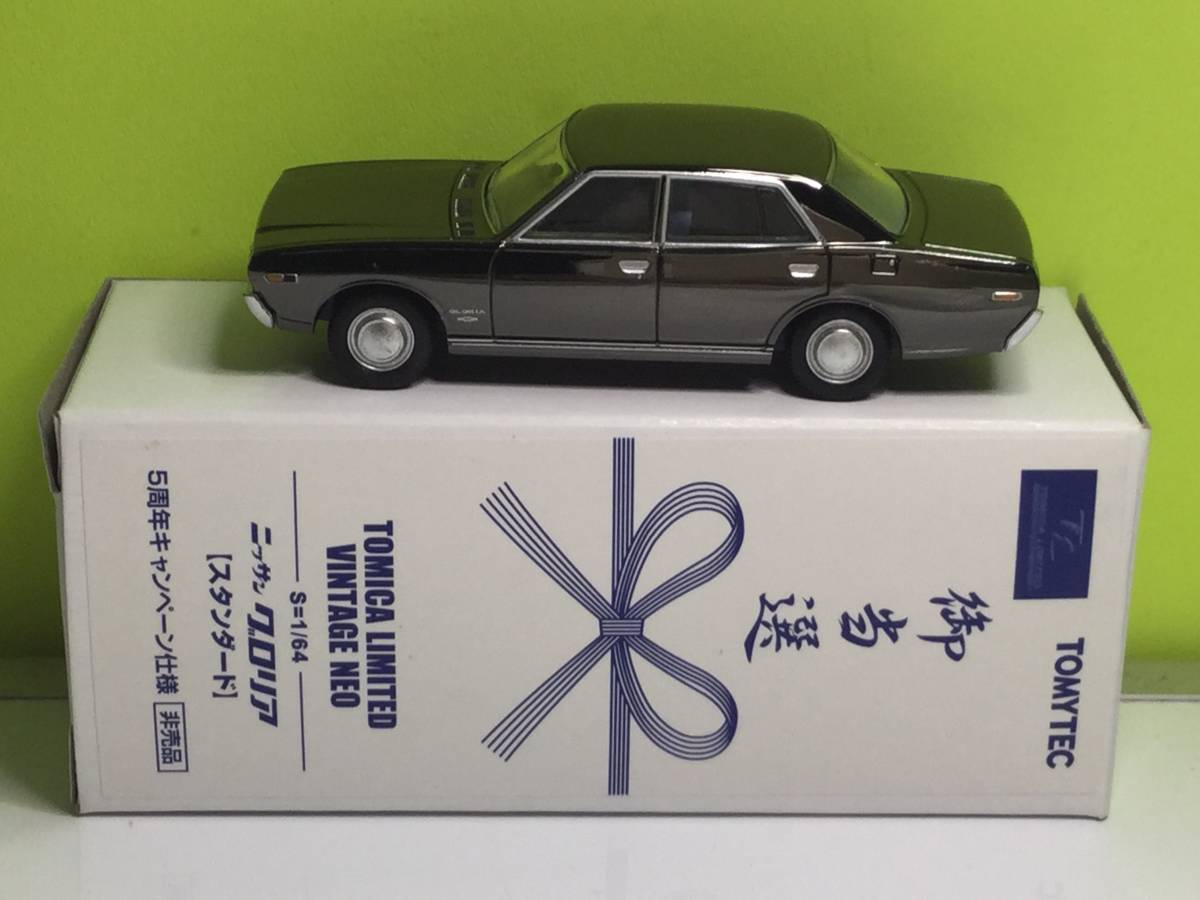 TOMYTEC
御当選
TOMICA LIMITED
VINTAGE NEO
S=1/64
ニッサン グロリア
［スタンダード］
5周年キャンペーン仕様 非売品